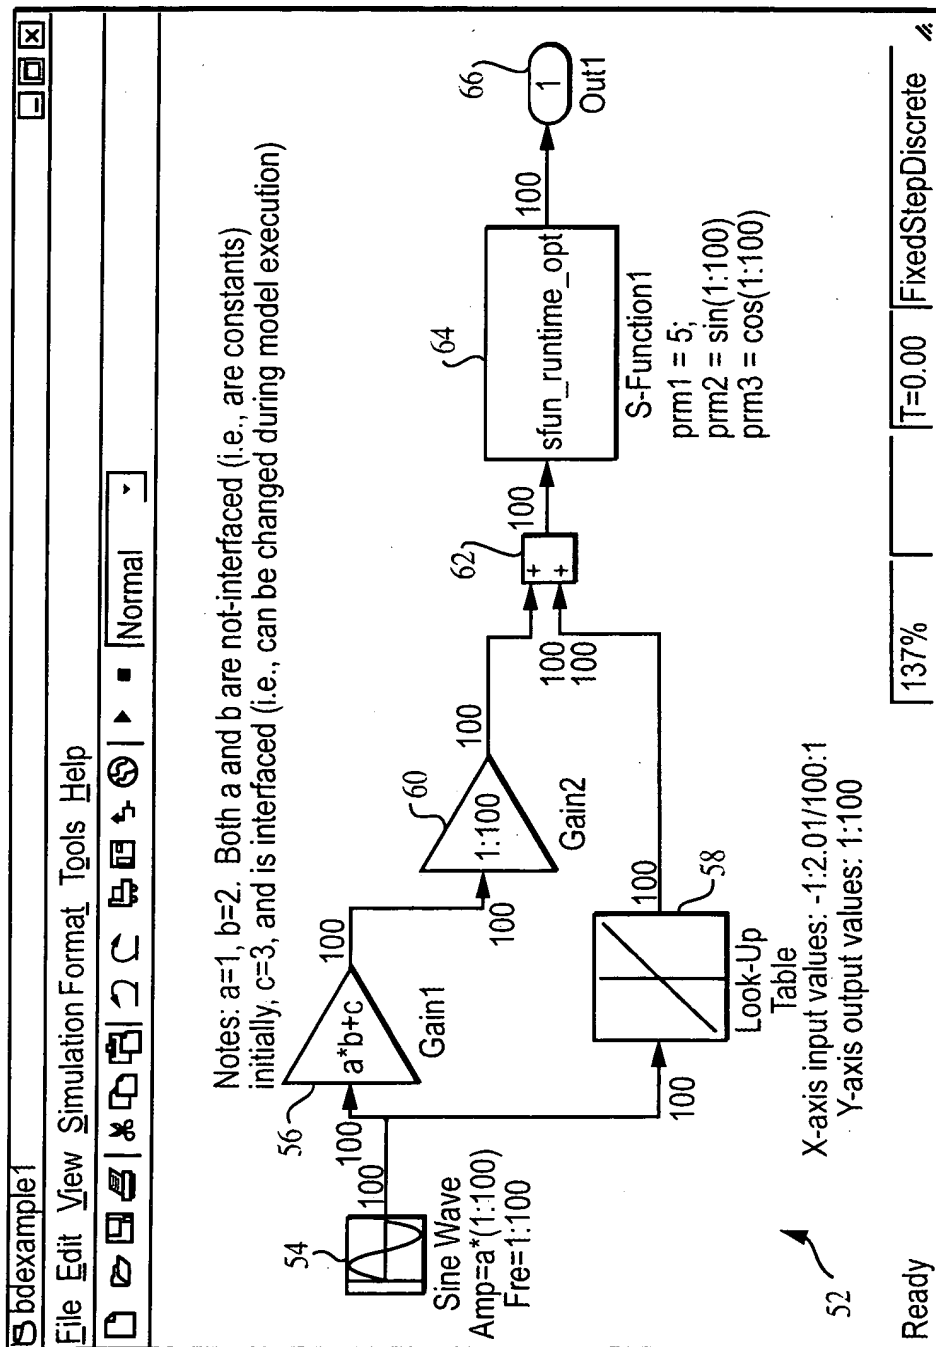 bdexample1
File Edit View Simulation Format Tools Help
Normal
Notes: a=1, b=2. Both a and b are not-interfaced (i.e., are constants)
initially, c=3, and is interfaced (i.e., can be changed during model execution)
54
Sine Wave
Amp=a*(1:100)
Fre=1:100
100
100
100
56
a*b+c
Gain1
100
100
60
1:100
Gain2
100
58
Look-Up
Table
100
X-axis input values: -1:2.01/100:1
Y-axis output values: 1:100
100
100
62
+
+
100
64
sfun_runtime_opt
S-Function1
prm1 = 5;
prm2 = sin(1:100)
prm3 = cos(1:100)
100
66
1
Out1
52
Ready
137%
T=0.00
FixedStepDiscrete